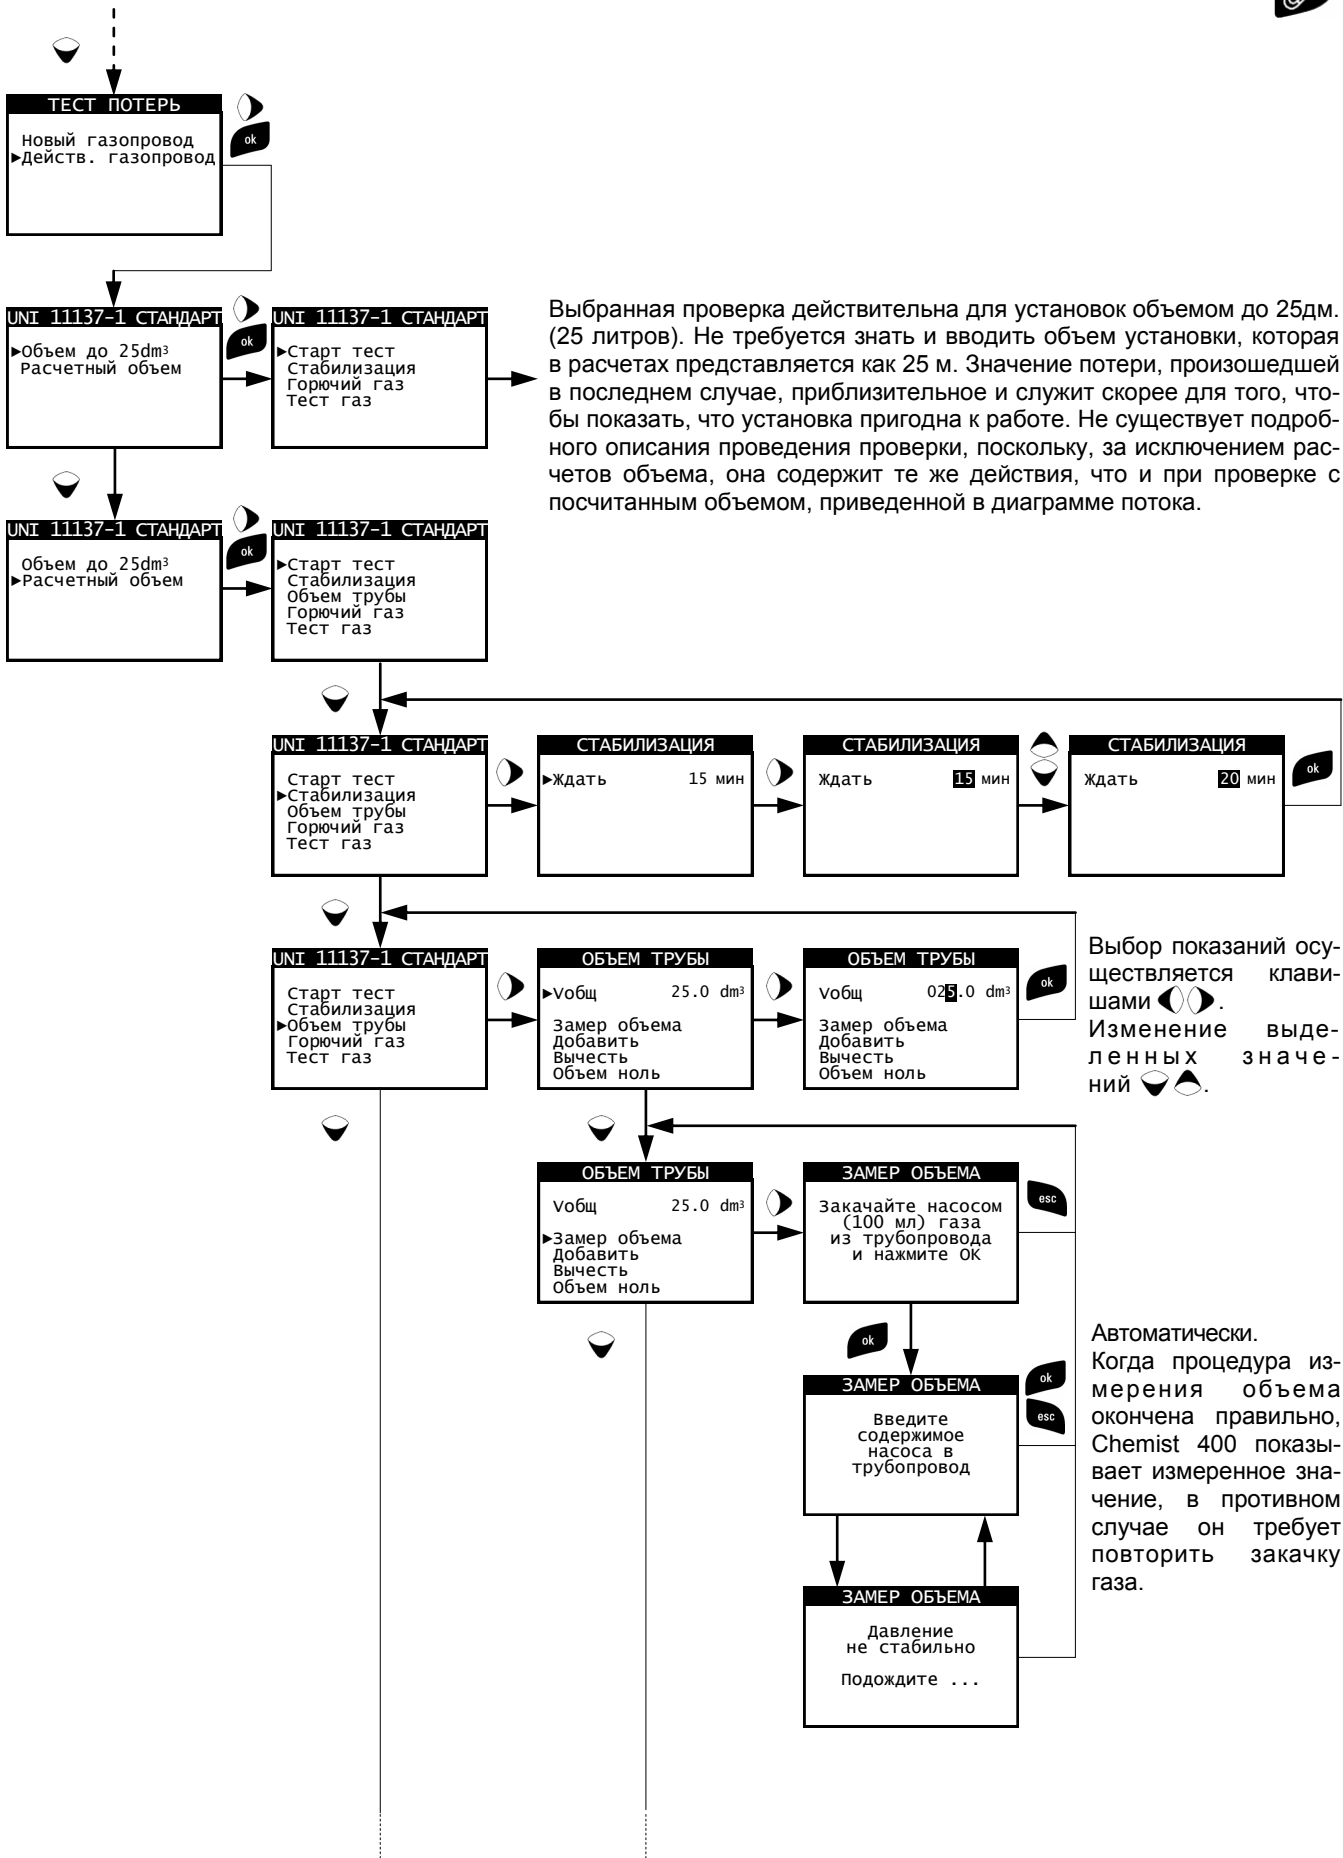 ТЕСТ ПОТЕРЬ
Новый газопровод
►Действ. газопровод
ok
UNI 11137-1 СТАНДАРТ
►Объем до 25dm³
Расчетный объем
ok
UNI 11137-1 СТАНДАРТ
►Старт тест
Стабилизация
Горючий газ
Тест газ
Выбранная проверка действительна для установок объемом до 25дм.
(25 литров). Не требуется знать и вводить объем установки, которая
в расчетах представляется как 25 м. Значение потери, произошедшей
в последнем случае, приблизительное и служит скорее для того, что-
бы показать, что установка пригодна к работе. Не существует подроб-
ного описания проведения проверки, поскольку, за исключением рас-
четов объема, она содержит те же действия, что и при проверке с
посчитанным объемом, приведенной в диаграмме потока.
UNI 11137-1 СТАНДАРТ
Объем до 25dm³
►Расчетный объем
ok
UNI 11137-1 СТАНДАРТ
►Старт тест
Стабилизация
Объем трубы
Горючий газ
Тест газ
UNI 11137-1 СТАНДАРТ
Старт тест
►Стабилизация
Объем трубы
Горючий газ
Тест газ
СТАБИЛИЗАЦИЯ
►Ждать 15 мин
СТАБИЛИЗАЦИЯ
Ждать 15 мин
СТАБИЛИЗАЦИЯ
Ждать 20 мин
ok
UNI 11137-1 СТАНДАРТ
Старт тест
Стабилизация
►Объем трубы
Горючий газ
Тест газ
ОБЪЕМ ТРУБЫ
►Vобщ 25.0 dm³
Замер объема
Добавить
Вычесть
Объем ноль
ОБЪЕМ ТРУБЫ
Vобщ 025.0 dm³
Замер объема
Добавить
Вычесть
Объем ноль
ok
Выбор показаний осу-
ществляется клави-
шами .
Изменение выде-
ленных значе-
ний .
ОБЪЕМ ТРУБЫ
Vобщ 25.0 dm³
►Замер объема
Добавить
Вычесть
Объем ноль
ЗАМЕР ОБЪЕМА
Закачайте насосом
(100 мл) газа
из трубопровода
и нажмите OK
esc
ok
ЗАМЕР ОБЪЕМА
Введите
содержимое
насоса в
трубопровод
ok
esc
Автоматически.
Когда процедура из-
мерения объема
окончена правильно,
Chemist 400 показы-
вает измеренное зна-
чение, в противном
случае он требует
повторить закачку
газа.
ЗАМЕР ОБЪЕМА
Давление
не стабильно
Подождите ...